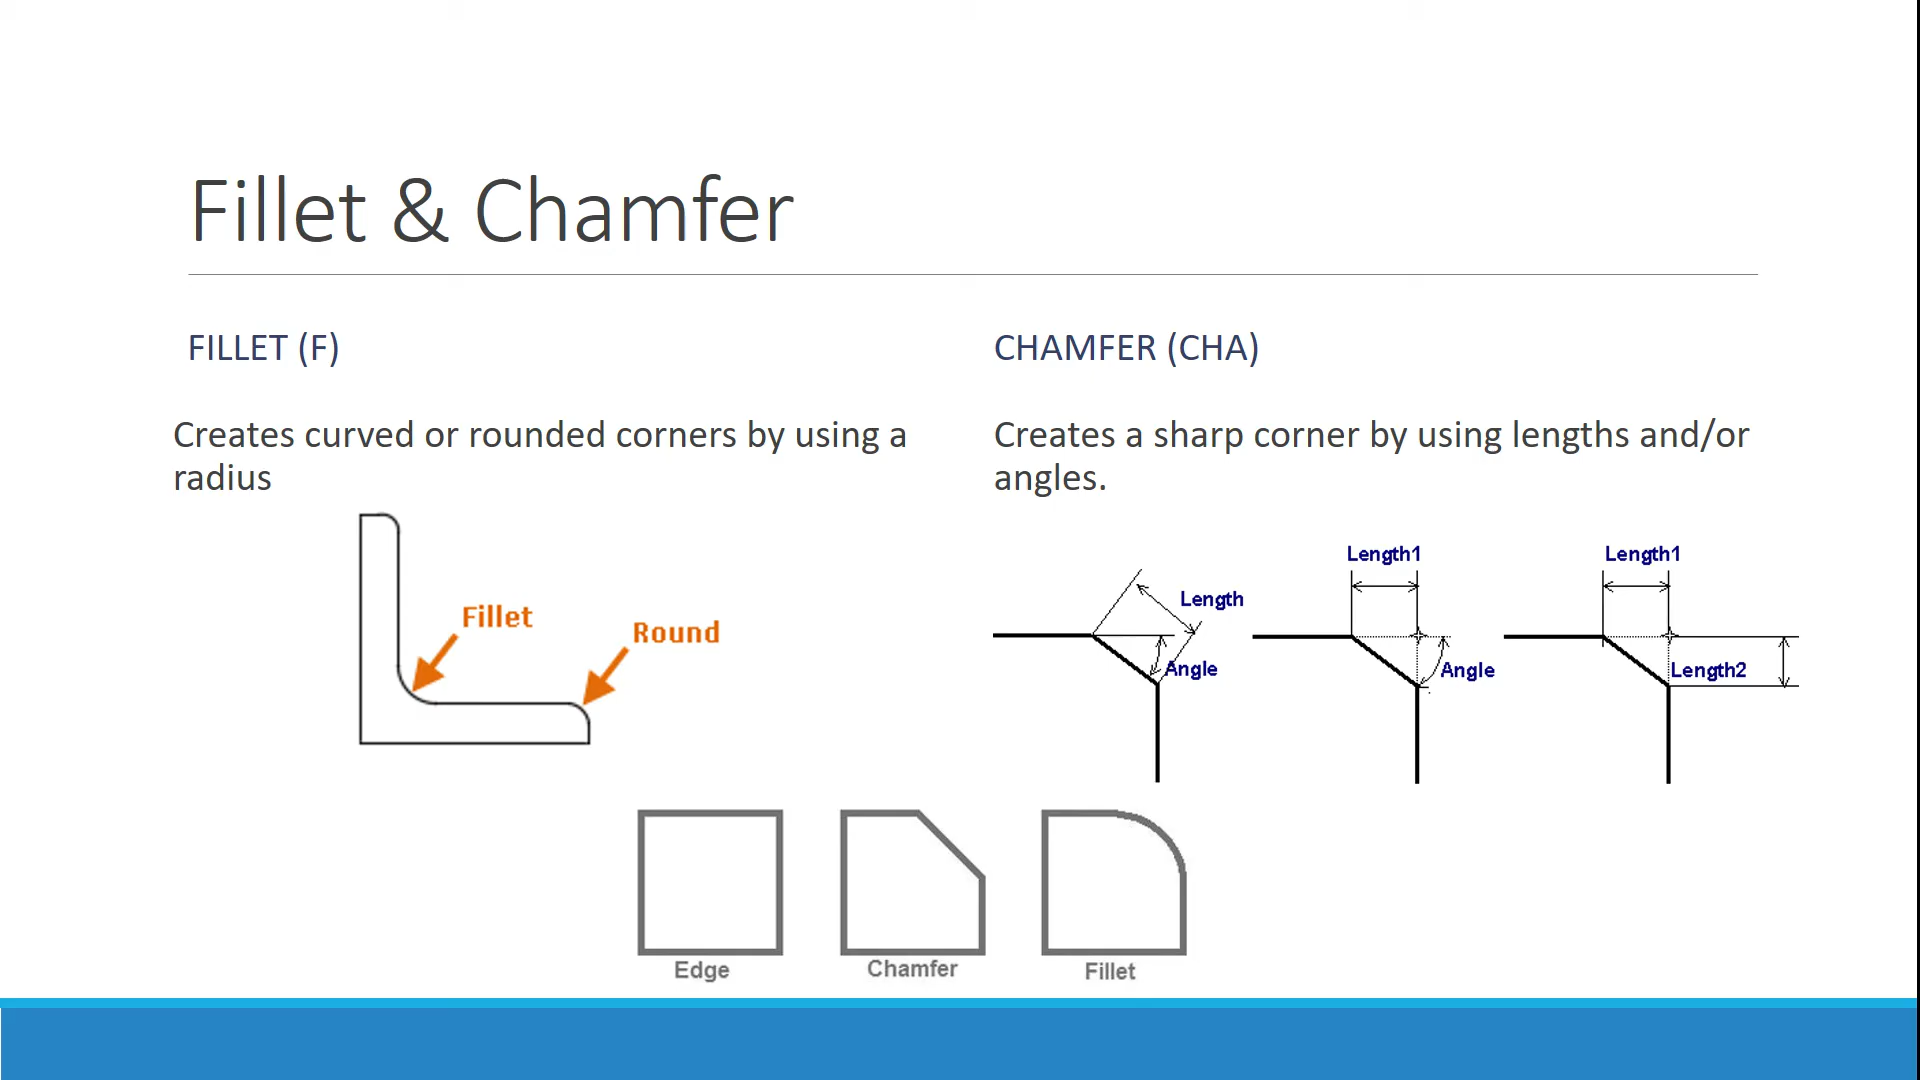 Fillet & Chamfer
FILLET (F)
Creates curved or rounded corners by using a
radius
Fillet
Round
CHAMFER (CHA)
Creates a sharp corner by using lengths and/or
angles.
Length
Angle
Length1
Angle
Length1
Length2
Edge
Chamfer
Fillet